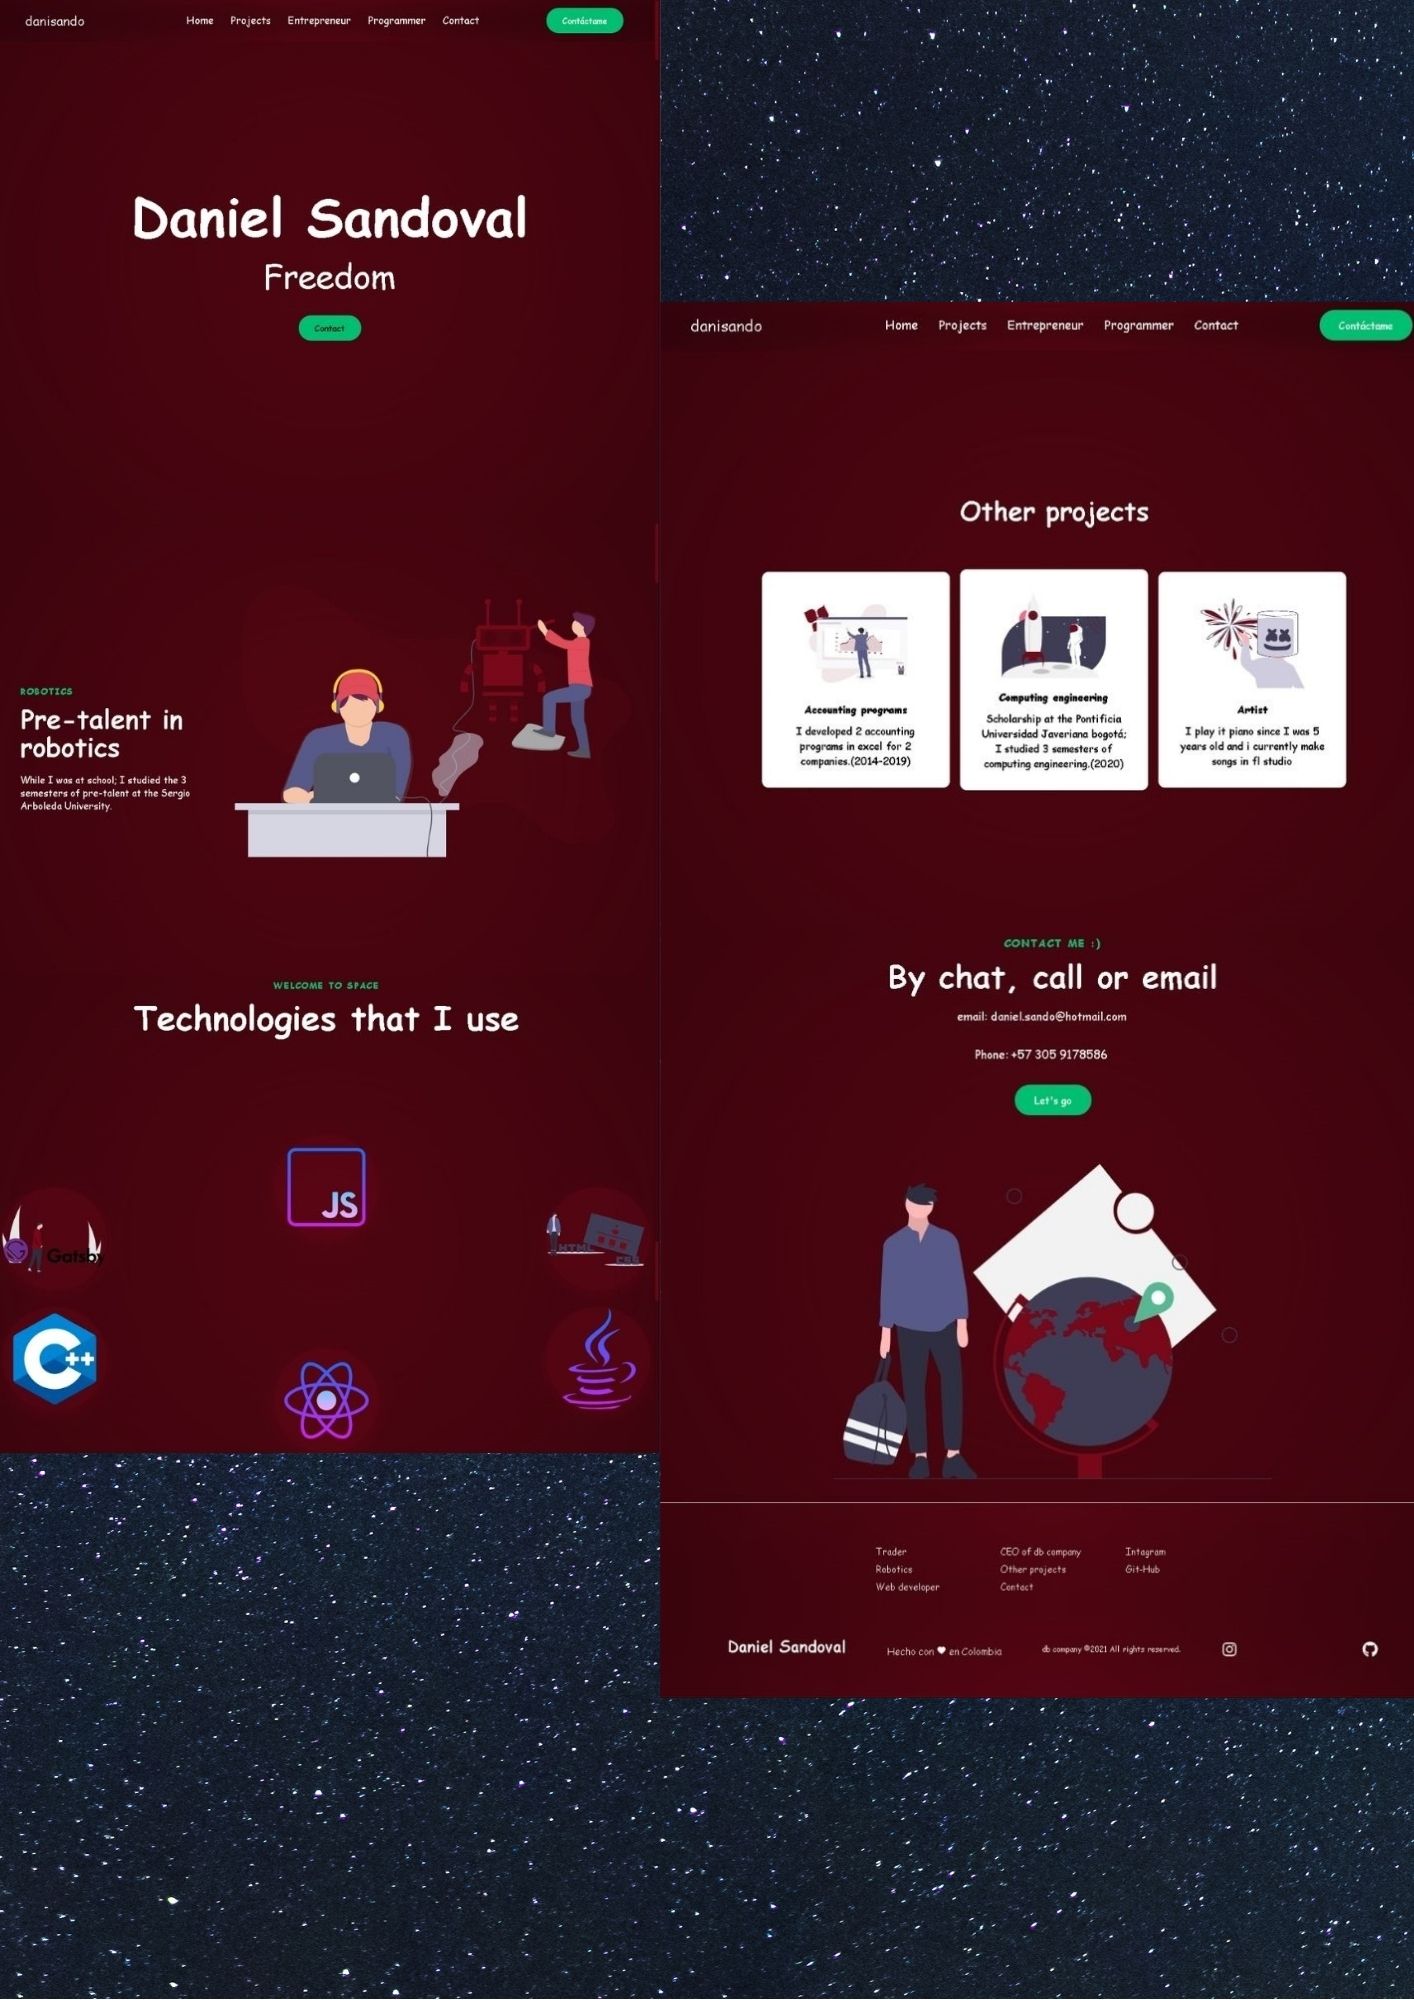 danisando
Home Projects Entrepreneur Programmer Contact
Contáctame
Daniel Sandoval
Freedom
Contact
ROBOTICS
Pre-talent in
robotics
While I was at school; I studied the 3
semesters of pre-talent at the Sergio
Arboleda University.
WELCOME TO SPACE
Technologies that I use
JS
Gatsby
HTML
CSS
C++
danisando
Home Projects Entrepreneur Programmer Contact
Contáctame
Other projects
Accounting programs
I developed 2 accounting
programs in excel for 2
companies.(2014-2019)
Computing engineering
Scholarship at the Pontificia
Universidad Javeriana bogotá;
I studied 3 semesters of
computing engineering.(2020)
Artist
I play it piano since I was 5
years old and i currently make
songs in fl studio
CONTACT ME :)
By chat, call or email
email: daniel.sando@hotmail.com
Phone: +57 305 9178586
Let's go
Trader
Robotics
Web developer
CEO of db company
Other projects
Contact
Intagram
Git-Hub
Daniel Sandoval
Hecho con ❤ en Colombia
db company ©2021 All rights reserved.